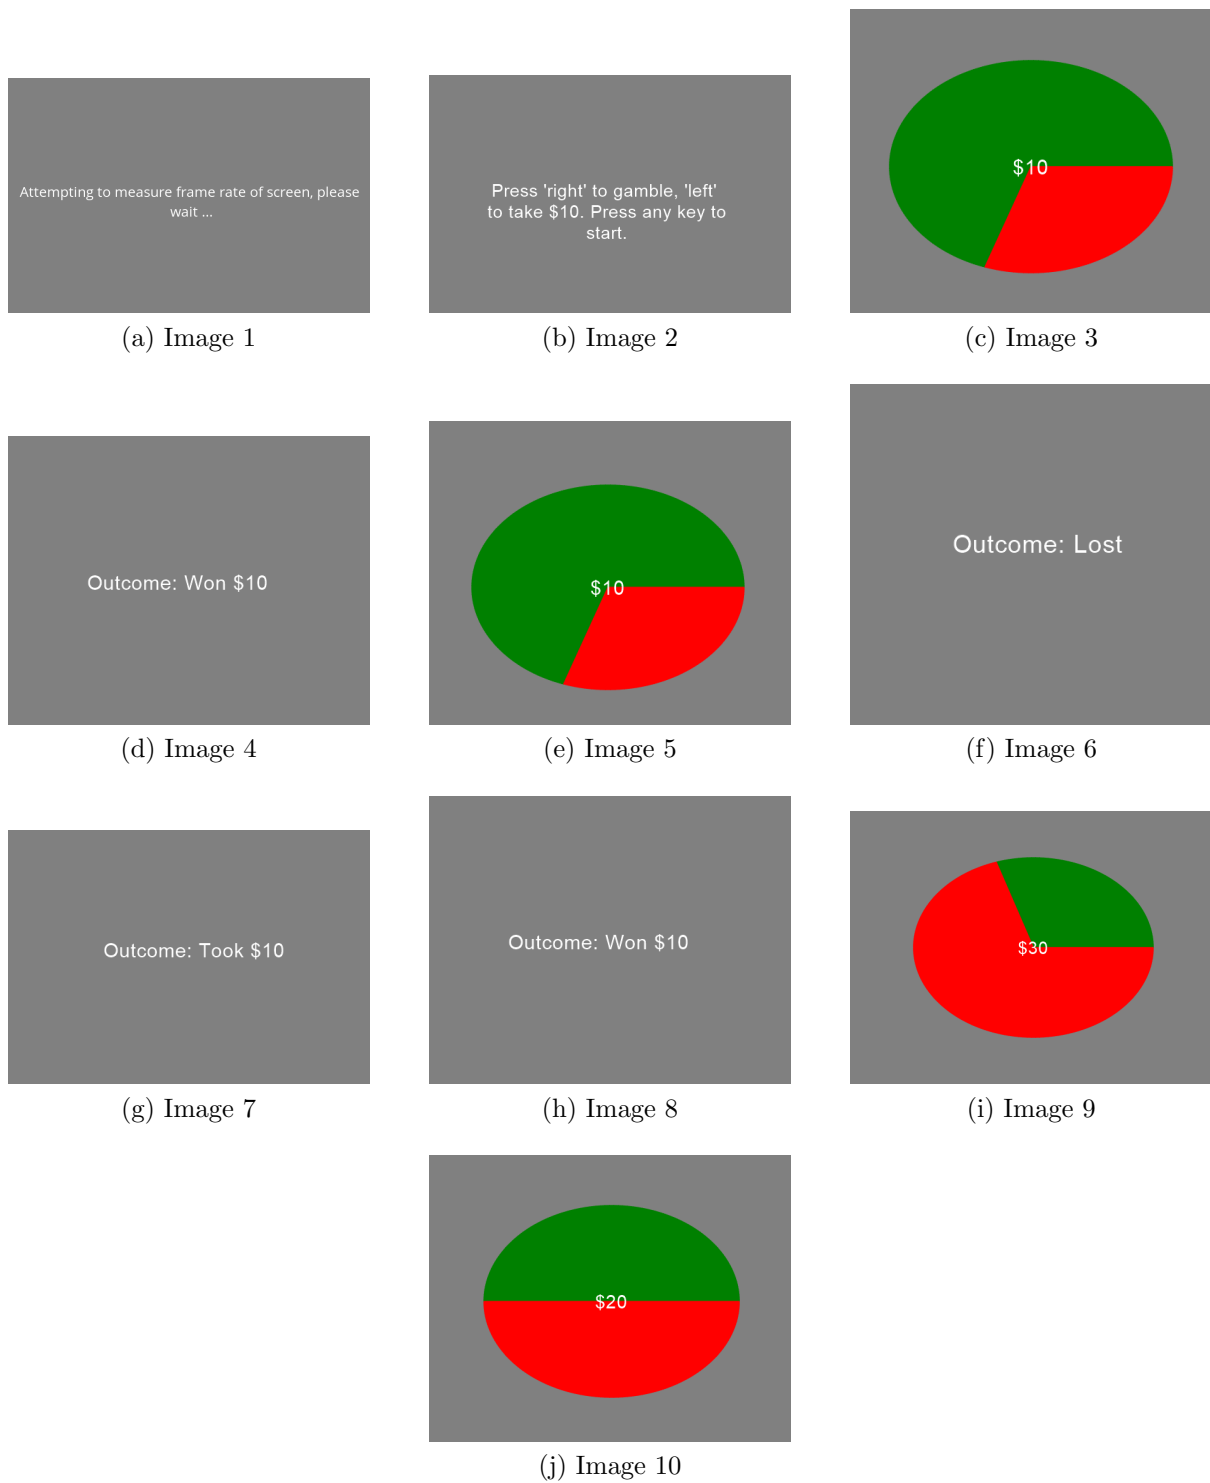 Attempting to measure frame rate of screen, please
wait ...
(a) Image 1
Press 'right' to gamble, 'left'
to take $10. Press any key to
start.
(b) Image 2
$10
(c) Image 3
Outcome: Won $10
(d) Image 4
$10
(e) Image 5
Outcome: Lost
(f) Image 6
Outcome: Took $10
(g) Image 7
Outcome: Won $10
(h) Image 8
$30
(i) Image 9
$20
(j) Image 10